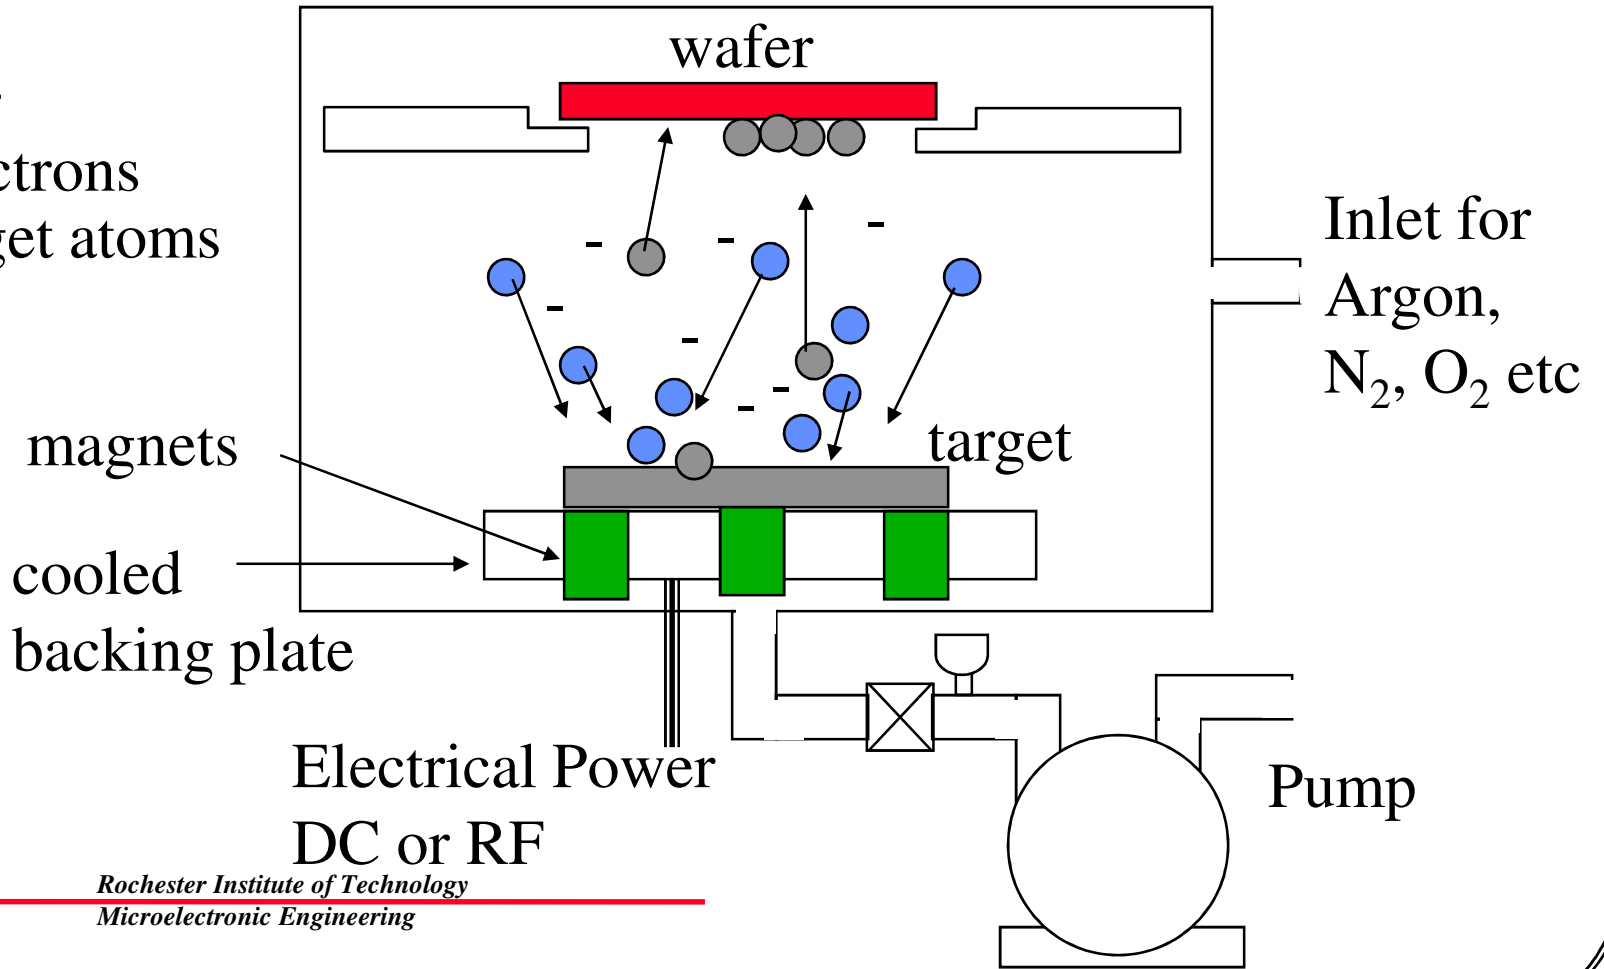 wafer
ctrons
get atoms
Inlet for
Argon,
N₂, O₂ etc
magnets
target
cooled
backing plate
Electrical Power
DC or RF
Pump
Rochester Institute of Technology
Microelectronic Engineering